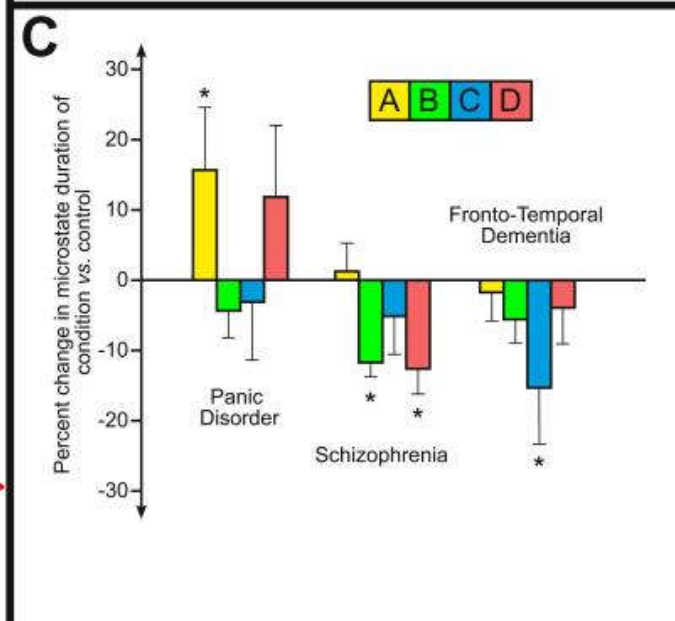 C
30
20
10
0
-10
-20
-30
Percent change in microstate duration of
condition vs. control
A B C D
*
Panic
Disorder
* *
Schizophrenia
Fronto-Temporal
Dementia
*